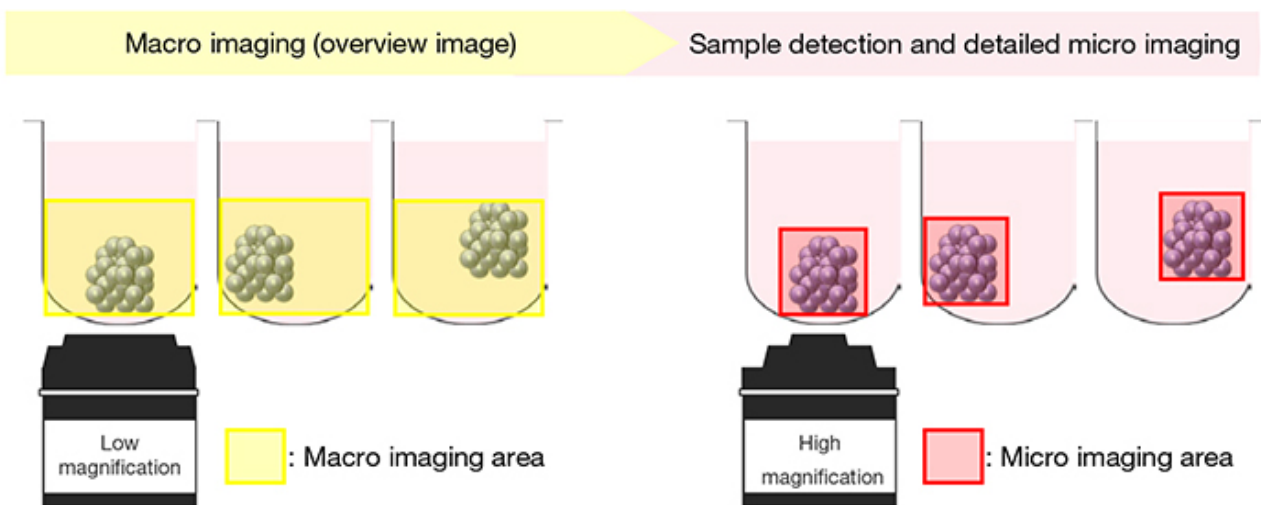 Macro imaging (overview image)
Sample detection and detailed micro imaging
Low
magnification
: Macro imaging area
High
magnification
: Micro imaging area